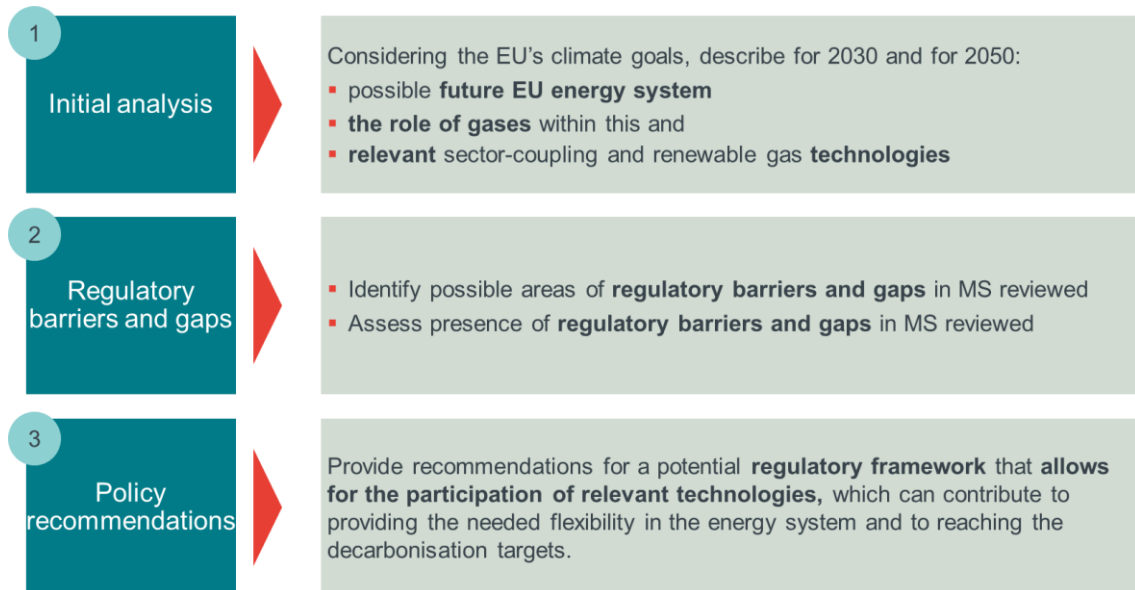 1
Initial analysis
Considering the EU's climate goals, describe for 2030 and for 2050:
▪ possible future EU energy system
▪ the role of gases within this and
▪ relevant sector-coupling and renewable gas technologies
2
Regulatory
barriers and gaps
▪ Identify possible areas of regulatory barriers and gaps in MS reviewed
▪ Assess presence of regulatory barriers and gaps in MS reviewed
3
Policy
recommendations
Provide recommendations for a potential regulatory framework that allows
for the participation of relevant technologies, which can contribute to
providing the needed flexibility in the energy system and to reaching the
decarbonisation targets.